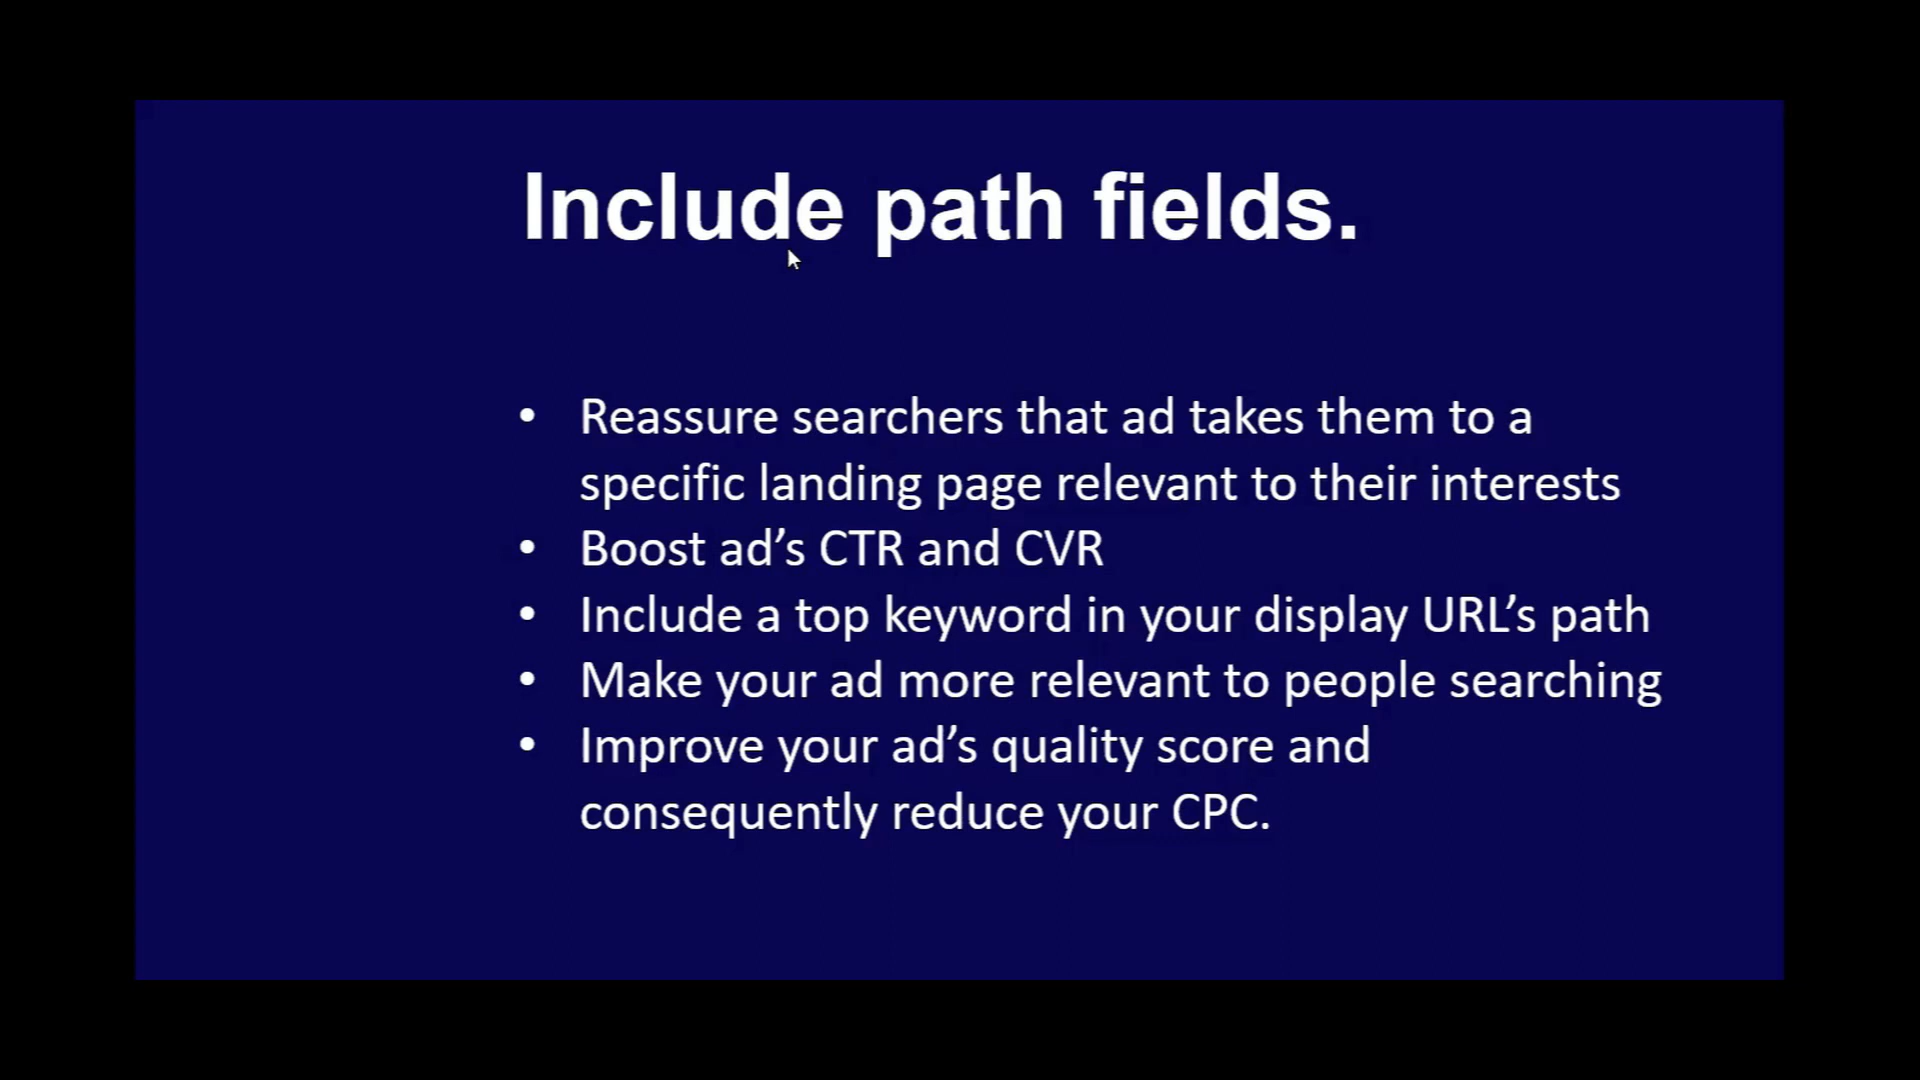 Include path fields.
• Reassure searchers that ad takes them to a
specific landing page relevant to their interests
• Boost ad’s CTR and CVR
• Include a top keyword in your display URL’s path
• Make your ad more relevant to people searching
• Improve your ad’s quality score and
consequently reduce your CPC.